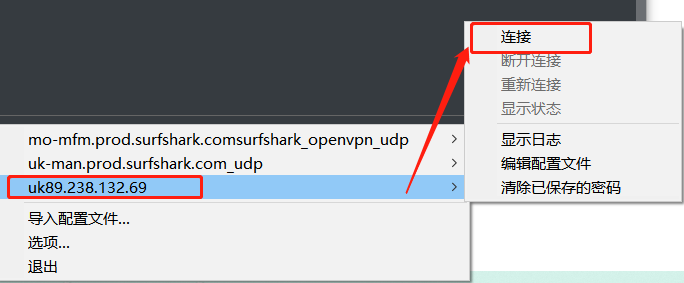 连接
断开连接
重新连接
显示状态
显示日志
编辑配置文件
清除已保存的密码
mo-mfm.prod.surfshark.comsurfshark_openvpn_udp
uk-man.prod.surfshark.com_udp
uk89.238.132.69
导入配置文件...
选项...
退出